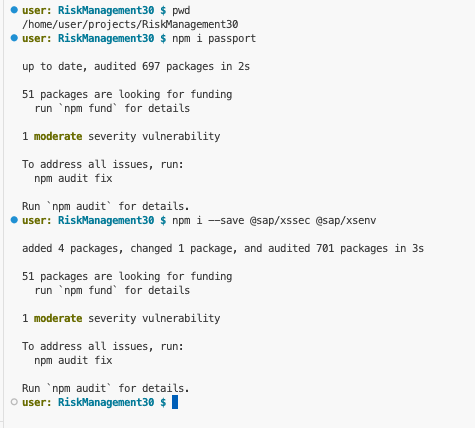 user: RiskManagement30 $ pwd
/home/user/projects/RiskManagement30
user: RiskManagement30 $ npm i passport
up to date, audited 697 packages in 2s
51 packages are looking for funding
run `npm fund` for details
1 moderate severity vulnerability
To address all issues, run:
npm audit fix
Run `npm audit` for details.
user: RiskManagement30 $ npm i --save @sap/xssec @sap/xsenv
added 4 packages, changed 1 package, and audited 701 packages in 3s
51 packages are looking for funding
run `npm fund` for details
1 moderate severity vulnerability
To address all issues, run:
npm audit fix
Run `npm audit` for details.
user: RiskManagement30 $